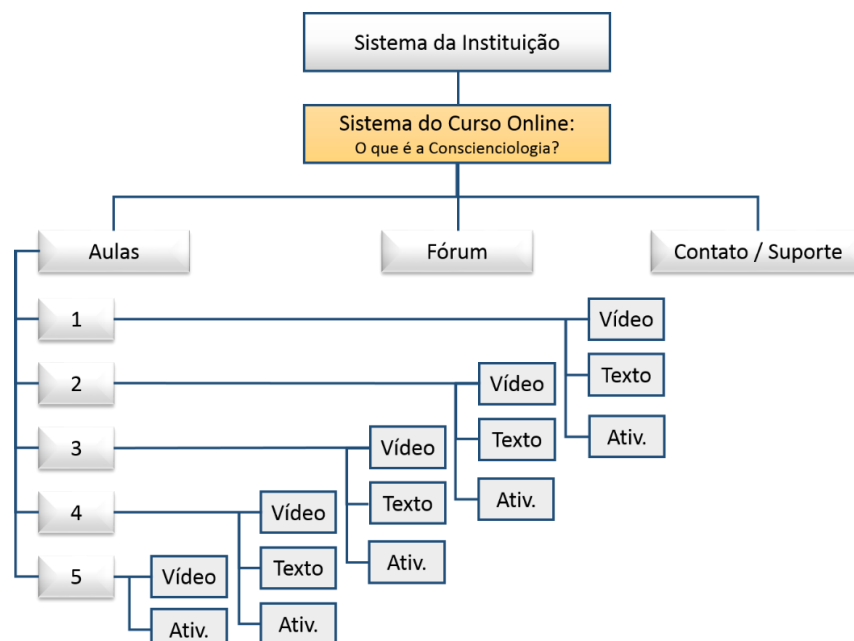 Sistema da Instituição
Sistema do Curso Online:
O que é a Conscienciologia?
Aulas
Fórum
Contato / Suporte
1
Vídeo
Texto
Ativ.
2
Vídeo
Texto
Ativ.
3
Vídeo
Texto
Ativ.
4
Vídeo
Texto
Ativ.
5
Vídeo
Ativ.